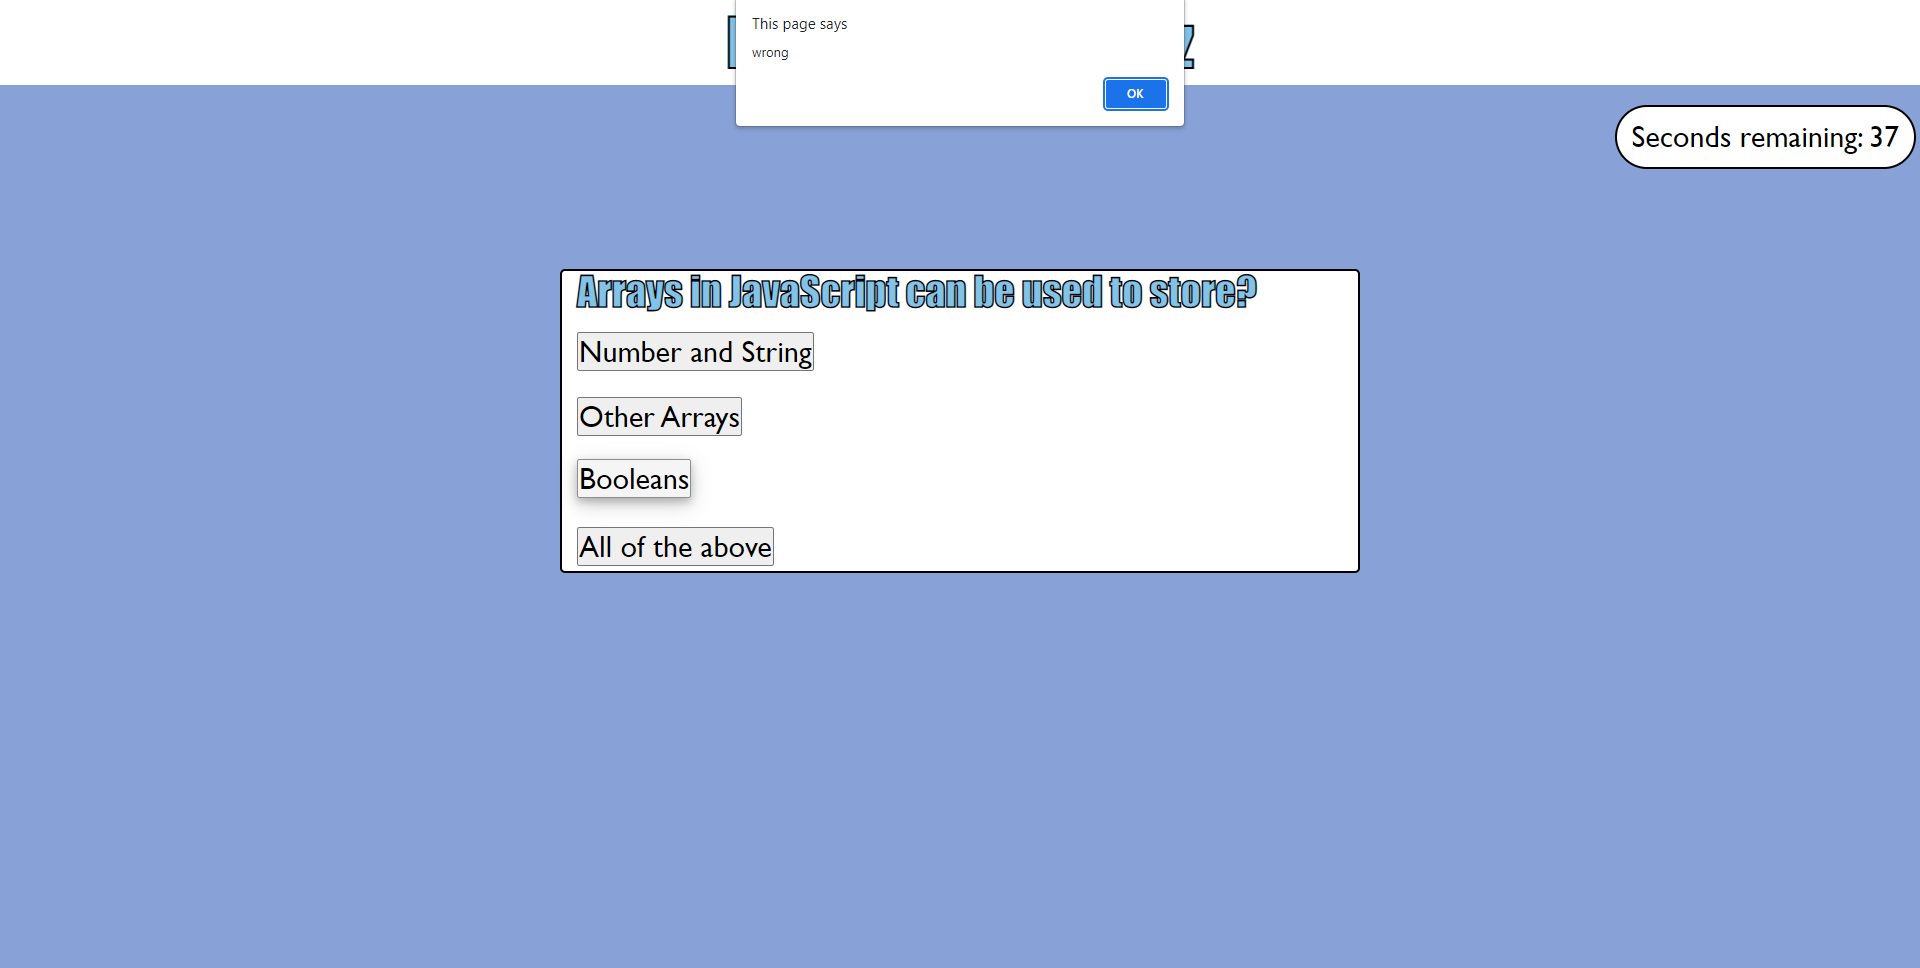 This page says
wrong
OK
Seconds remaining: 37
Arrays in JavaScript can be used to store?
Number and String
Other Arrays
Booleans
All of the above